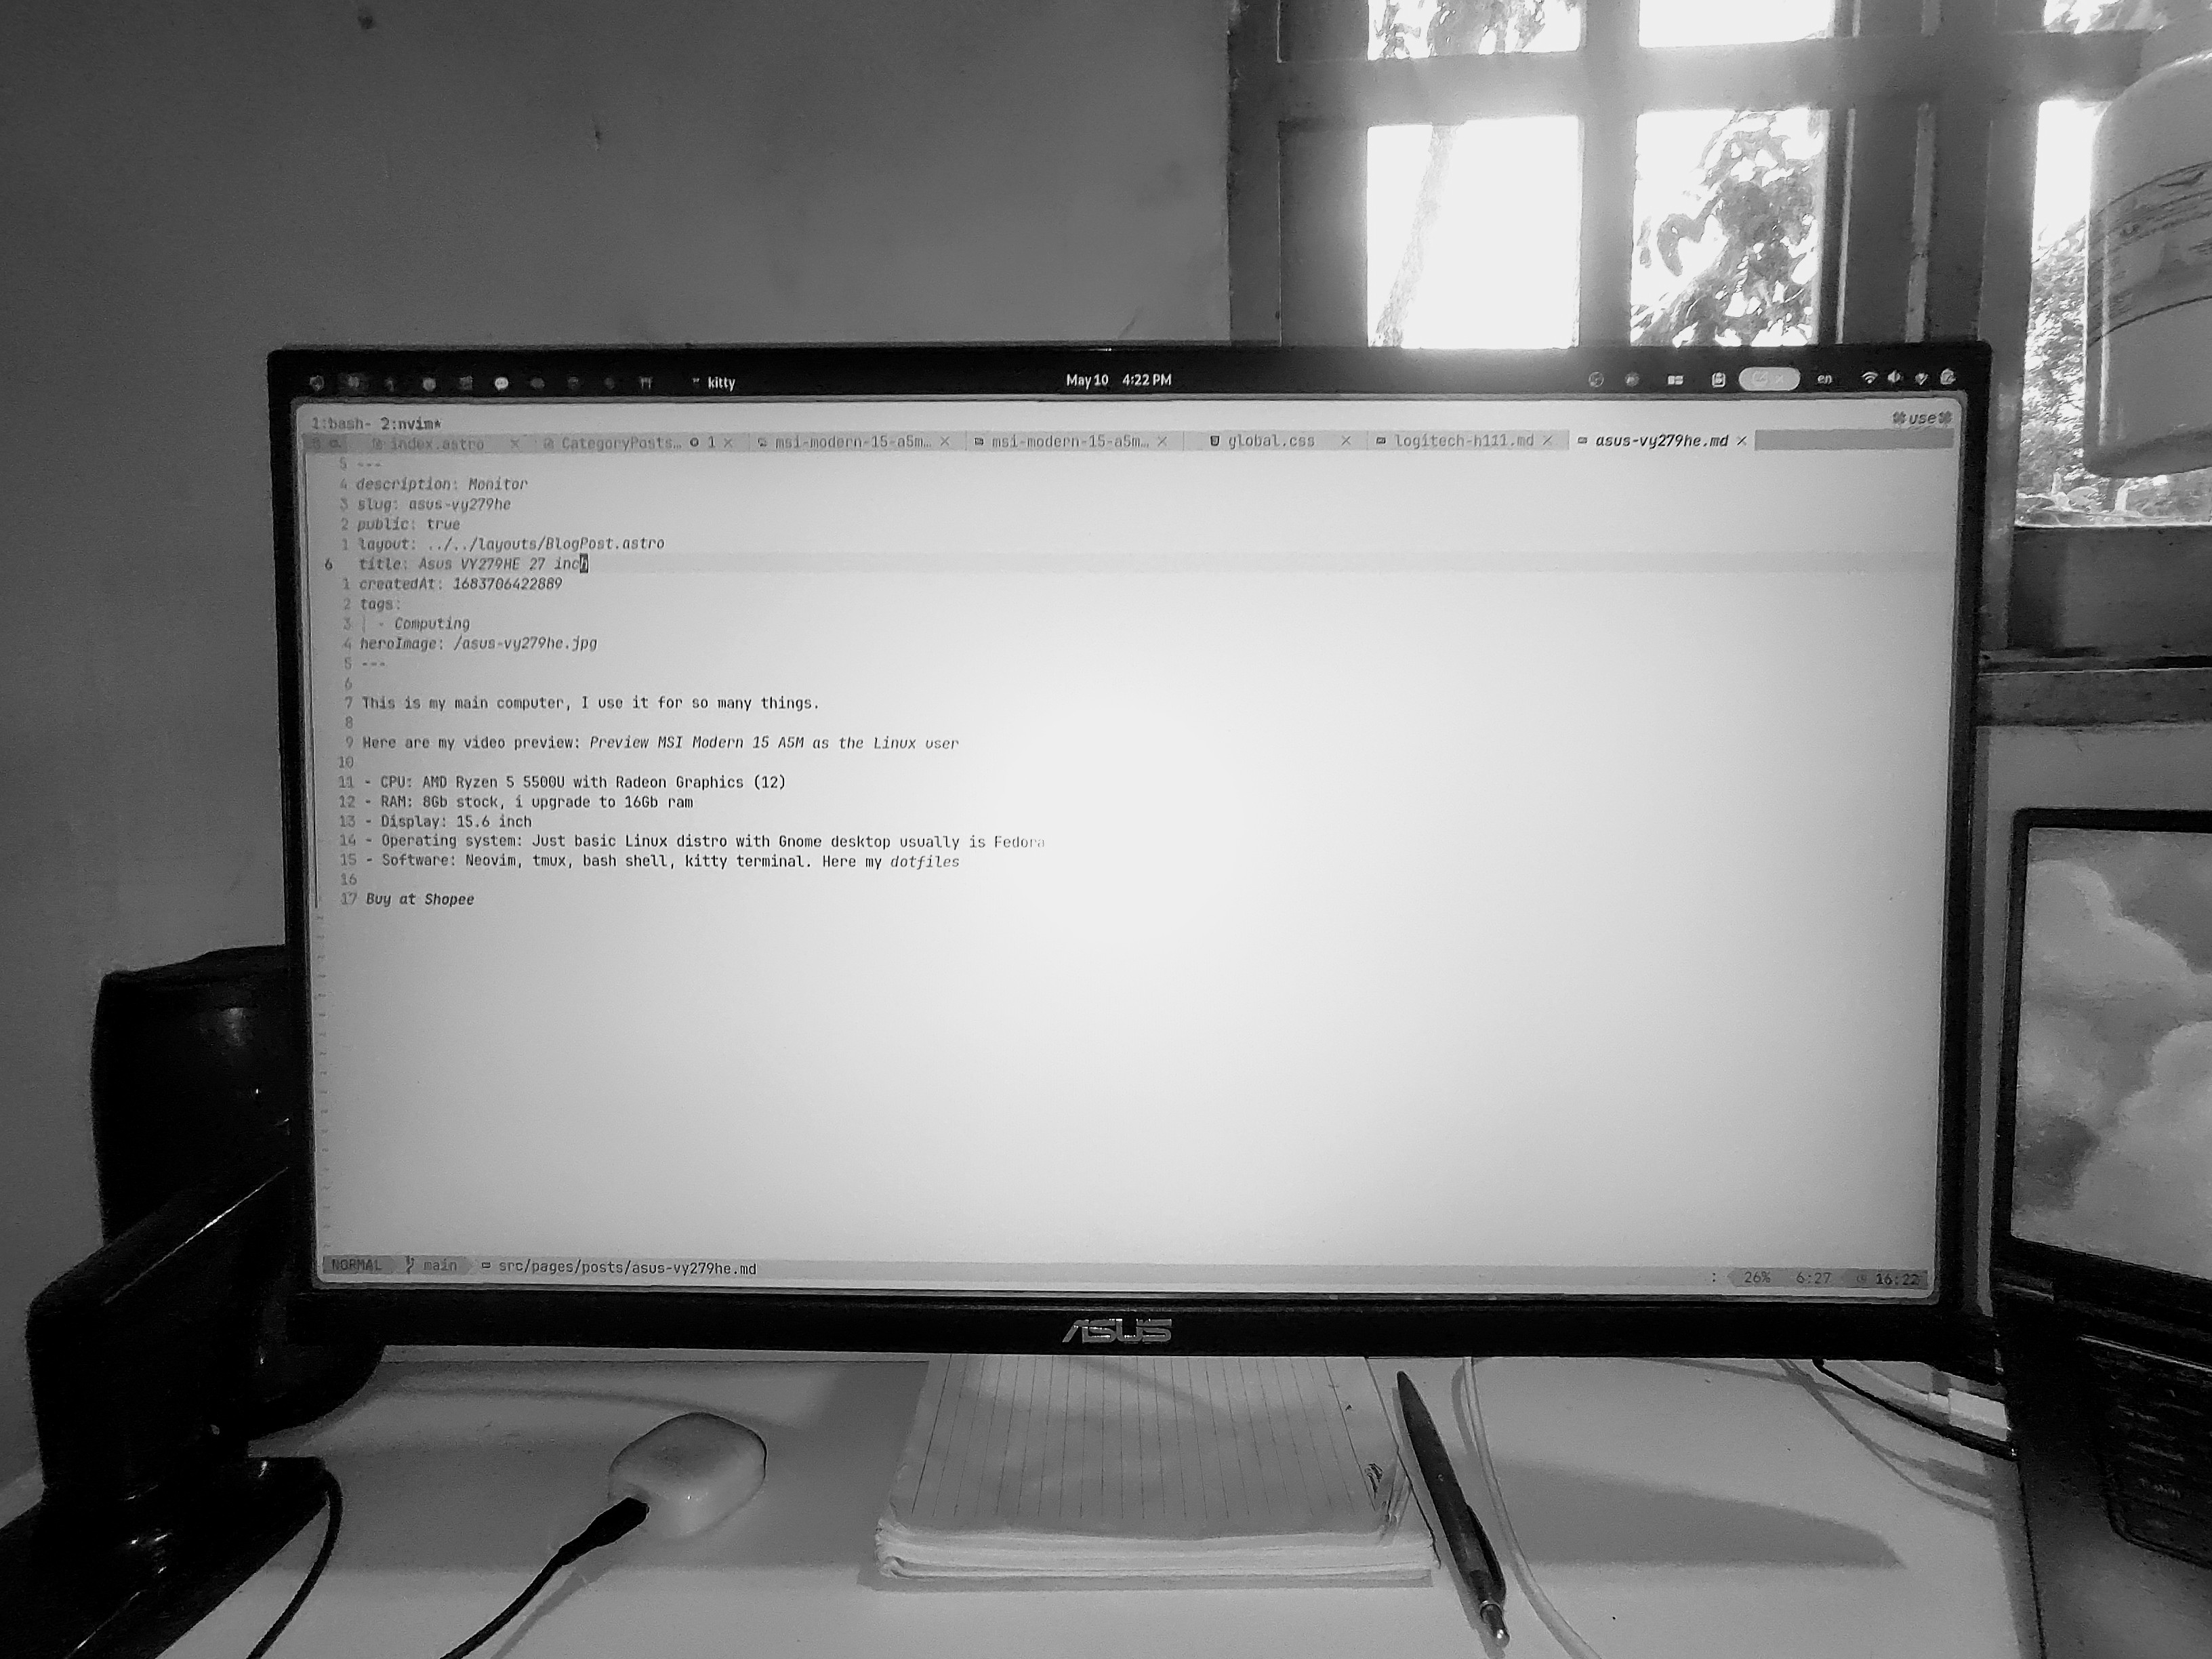 kitty
May 10 4:22 PM
en
1:bash- 2:nvim*
⌘use⌘
index.astro × CategoryPosts… 1 × msi-modern-15-a5m… × msi-modern-15-a5m… × global.css × logitech-h111.md × asus-vy279he.md ×
5 ---
4 description: Monitor
3 slug: asus-vy279he
2 public: true
1 layout: ../../layouts/BlogPost.astro
6 title: Asus VY279HE 27 inch
1 createdAt: 1683706422889
2 tags:
3 - Computing
4 heroImage: /asus-vy279he.jpg
5 ---
6
7 This is my main computer, I use it for so many things.
8
9 Here are my video preview: Preview MSI Modern 15 A5M as the Linux user
10
11 - CPU: AMD Ryzen 5 5500U with Radeon Graphics (12)
12 - RAM: 8Gb stock, i upgrade to 16Gb ram
13 - Display: 15.6 inch
14 - Operating system: Just basic Linux distro with Gnome desktop usually is Fedora
15 - Software: Neovim, tmux, bash shell, kitty terminal. Here my dotfiles
16
17 Buy at Shopee
NORMAL main src/pages/posts/asus-vy279he.md
: 26% 6:27 16:22
ASUS